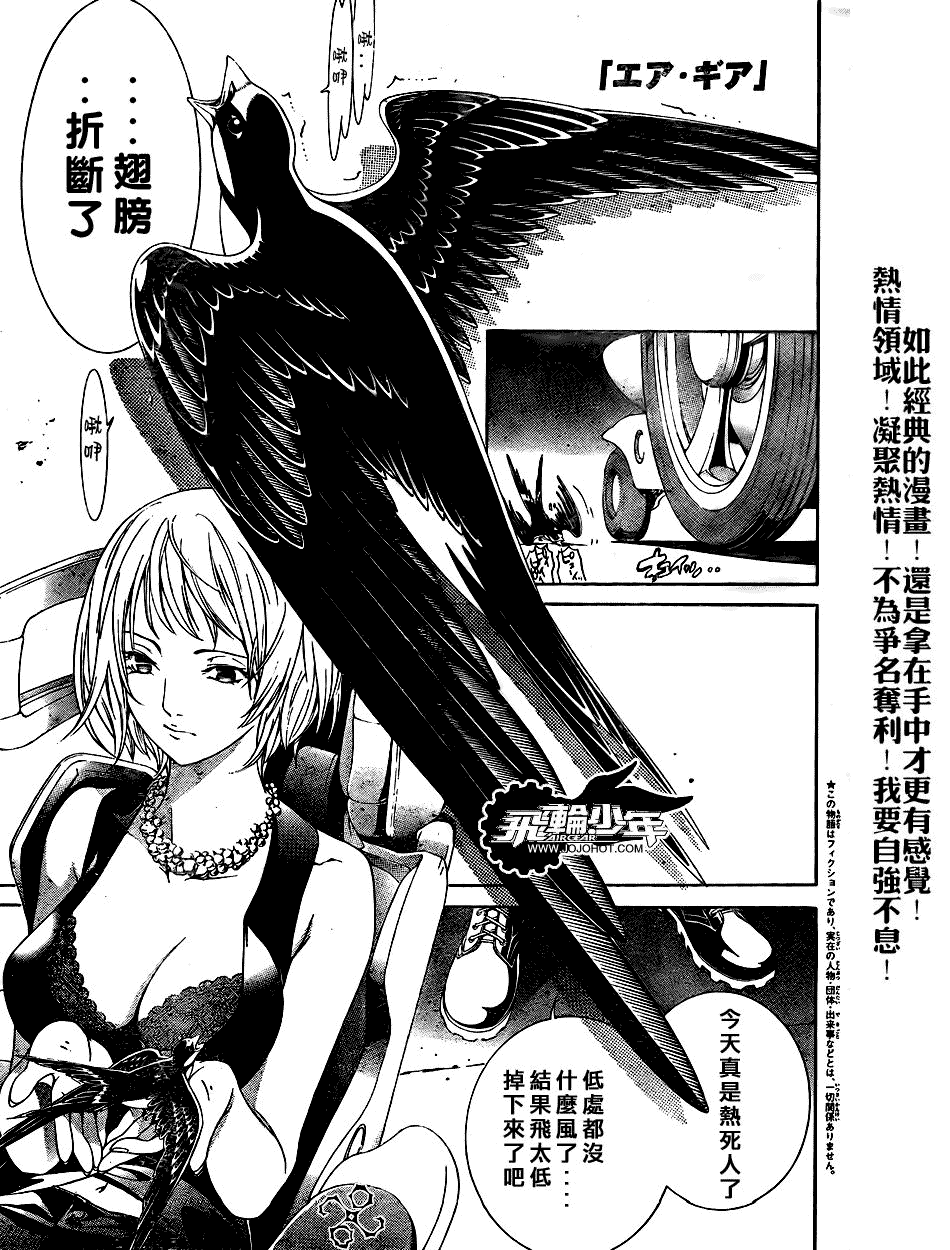 「エア・ギア」
啾...
啾啾
....翅膀
..折斷了
啾啾
飛輪少年
AIRGEAR
WWW.JOJOHOT.COM
今天真是熱死人了
低處都沒
什麼風了....
結果飛太低
掉下來了吧
如此經典的漫畫!還是拿在手中才更有感覺!
熱情領域!凝聚熱情!不為爭名奪利!我要自強不息!
★この物語はフィクションであり、実在の人物・団体・出来事などとは、一切関係ありません。